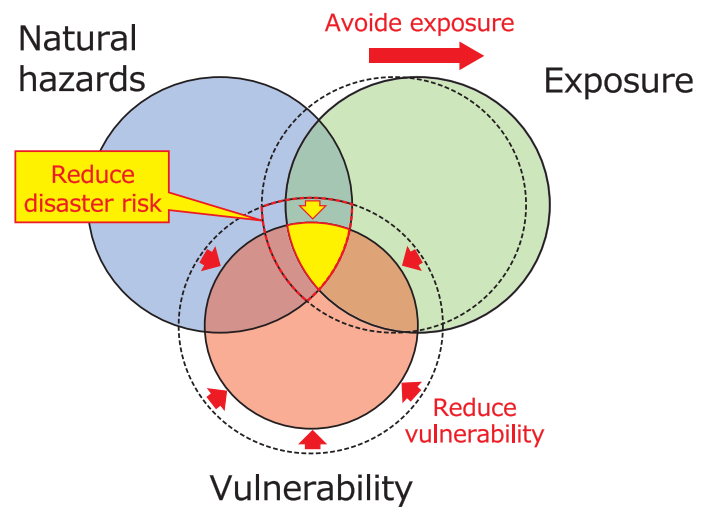 Natural
hazards
Avoide exposure
Exposure
Reduce
disaster risk
Reduce
vulnerability
Vulnerability